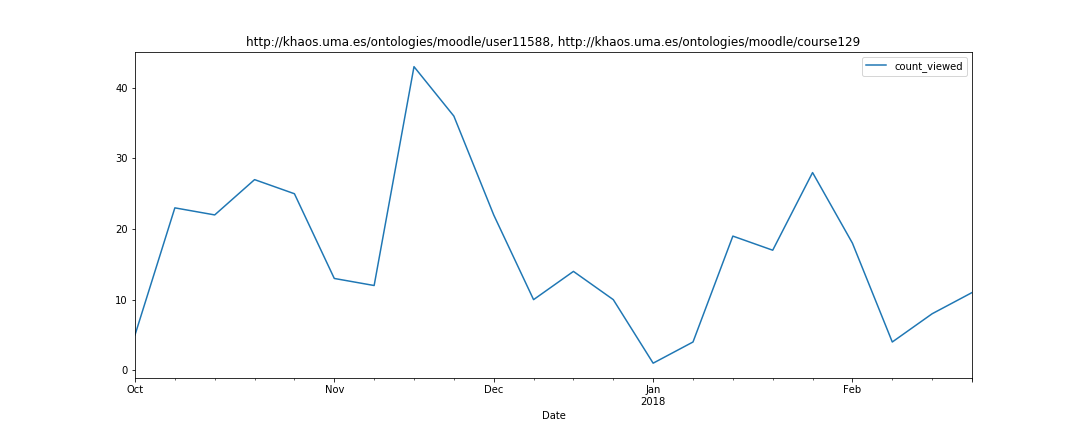 http://khaos.uma.es/ontologies/moodle/user11588, http://khaos.uma.es/ontologies/moodle/course129
count_viewed
40
30
20
10
0
Oct
Nov
Dec
Jan
2018
Feb
Date